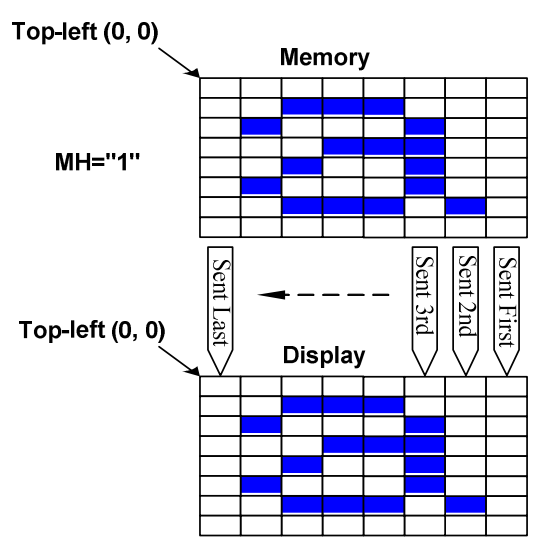 Top-left (0, 0)
Memory
MH="1"
Sent Last
Sent 3rd
Sent 2nd
Sent First
Top-left (0, 0)
Display